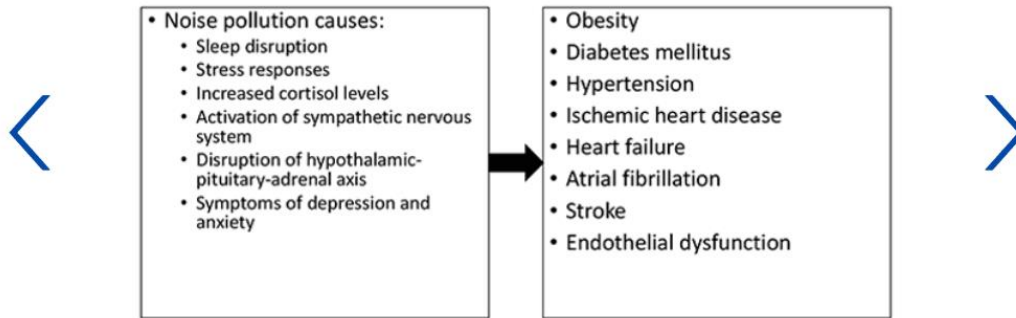 • Noise pollution causes:
• Sleep disruption
• Stress responses
• Increased cortisol levels
• Activation of sympathetic nervous
system
• Disruption of hypothalamic-
pituitary-adrenal axis
• Symptoms of depression and
anxiety
• Obesity
• Diabetes mellitus
• Hypertension
• Ischemic heart disease
• Heart failure
• Atrial fibrillation
• Stroke
• Endothelial dysfunction